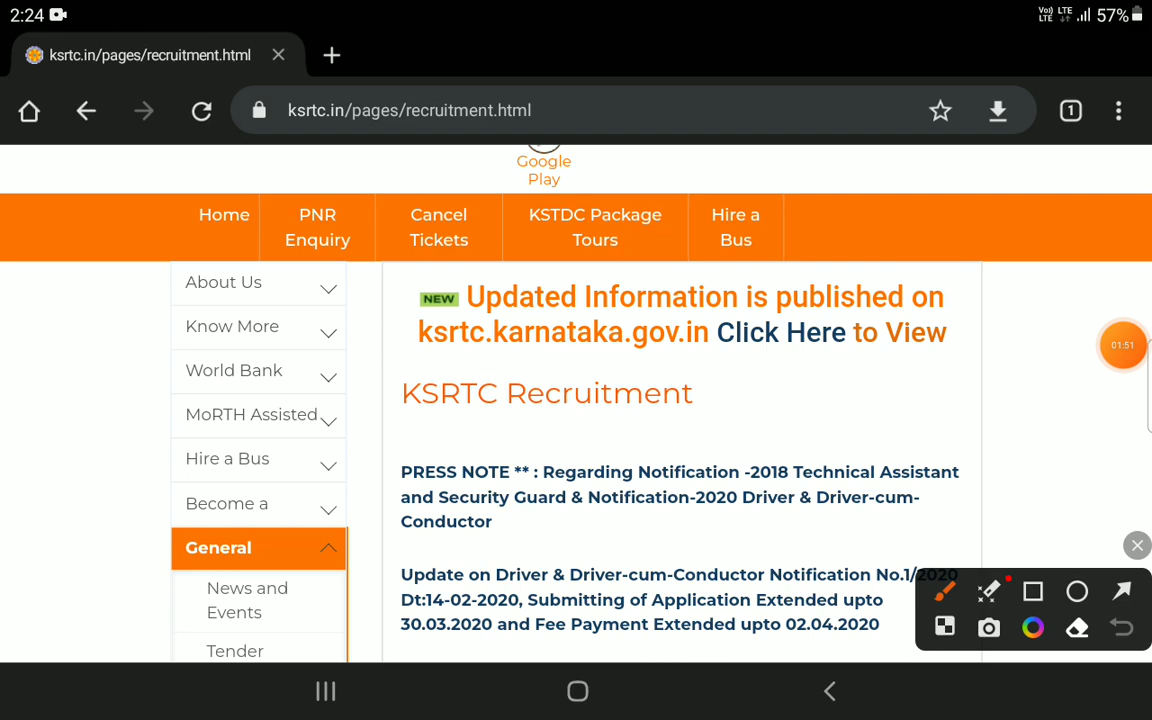 2:24
Vo) LTE
LTE
57%
ksrtc.in/pages/recruitment.html
ksrtc.in/pages/recruitment.html
1
Google
Play
Home
PNR
Enquiry
Cancel
Tickets
KSTDC Package
Tours
Hire a
Bus
About Us
Know More
World Bank
MoRTH Assisted
Hire a Bus
Become a
General
News and
Events
Tender
NEW Updated Information is published on
ksrtc.karnataka.gov.in Click Here to View
KSRTC Recruitment
PRESS NOTE ** : Regarding Notification -2018 Technical Assistant
and Security Guard & Notification-2020 Driver & Driver-cum-
Conductor
Update on Driver & Driver-cum-Conductor Notification No.1/2020
Dt:14-02-2020, Submitting of Application Extended upto
30.03.2020 and Fee Payment Extended upto 02.04.2020
01:51